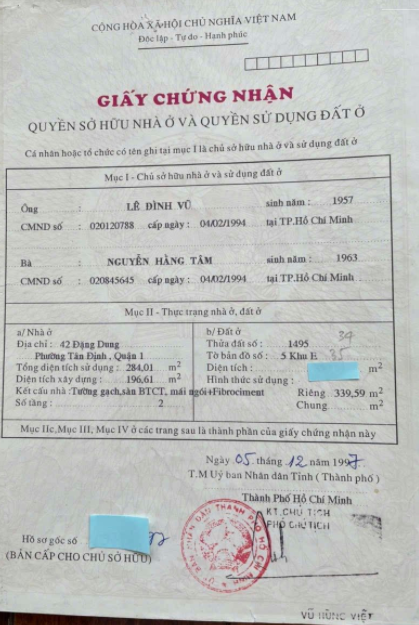 CỘNG HÒA XÃ HỘI CHỦ NGHĨA VIỆT NAM
Độc lập - Tự do - Hạnh phúc
GIẤY CHỨNG NHẬN
QUYỀN SỞ HỮU NHÀ Ở VÀ QUYỀN SỬ DỤNG ĐẤT Ở
Cá nhân hoặc tổ chức có tên ghi tại mục I là chủ sở hữu nhà ở và sử dụng đất ở
Mục I - Chủ sở hữu nhà ở và sử dụng đất ở
Ông : LÊ ĐÌNH VŨ sinh năm : 1957
CMND số : 020120788 cấp ngày : 04/02/1994 tại TP.Hồ Chí Minh
Bà : NGUYỄN HẰNG TÂM sinh năm : 1963
CMND số : 020845645 cấp ngày : 04/02/1994 tại TP.Hồ Chí Minh
Mục II - Thực trạng nhà ở, đất ở
a/ Nhà ở
Địa chỉ : 42 Đặng Dung
Phường Tân Định , Quận 1
Tổng diện tích sử dụng : 284,01 m2
Diện tích xây dựng : 196,61 m2
Kết cấu nhà :Tường gạch,sàn BTCT, mái ngói+Fibrociment
Số tầng : 2
b/ Đất ở
Thửa đất số : 1495 34
Tờ bản đồ số : 5 Khu E 35
Diện tích : m2
Hình thức sử dụng :
Riêng 339,59 m2
Chung m2
Mục IIc,Mục III, Mục IV ở các trang sau là thành phần của giấy chứng nhận này
Ngày 05 tháng 12 năm 1997
T.M Ủy ban Nhân dân Tỉnh ( Thành phố )
Thành Phố Hồ Chí Minh
KT.CHỦ TỊCH
PHÓ CHỦ TỊCH
Hồ sơ gốc số
(BẢN CẤP CHO CHỦ SỞ HỮU)
VŨ HÙNG VIỆT